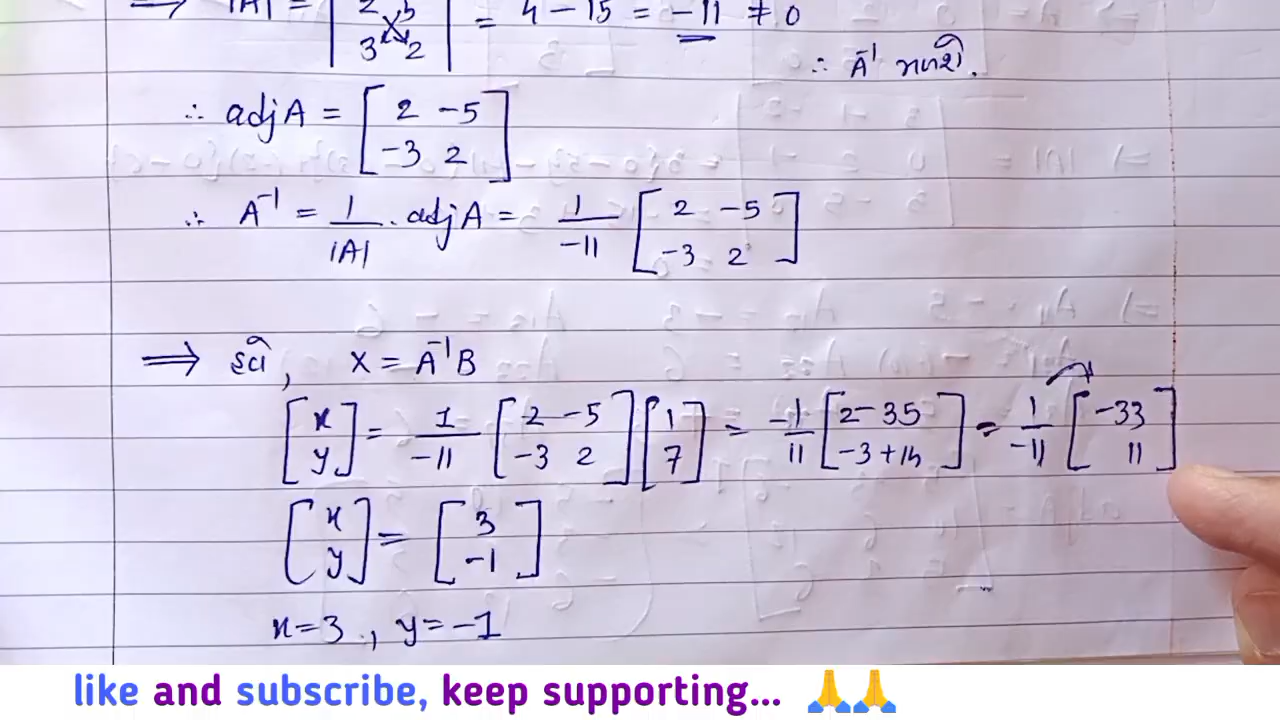 ⟹ |A| = | 2 5 | = 4 - 15 = -11 ≠ 0
| 3 2 |
∴ A⁻¹ મળશે.
∴ adj A = [ 2 -5
-3 2 ]
∴ A⁻¹ = 1/|A| . adj A = 1/-11 [ 2 -5
-3 2 ]
⟹ હવે, X = A⁻¹B
[ x = 1/-11 [ 2 -5 [ 1 = -1/11 [ 2-35 = 1/-11 [ -33
y ] -3 2 ] 7 ] -3+14 ] 11 ]
[ x = [ 3
y ] -1 ]
x=3, y=-1
like and subscribe, keep supporting... 🙏🙏